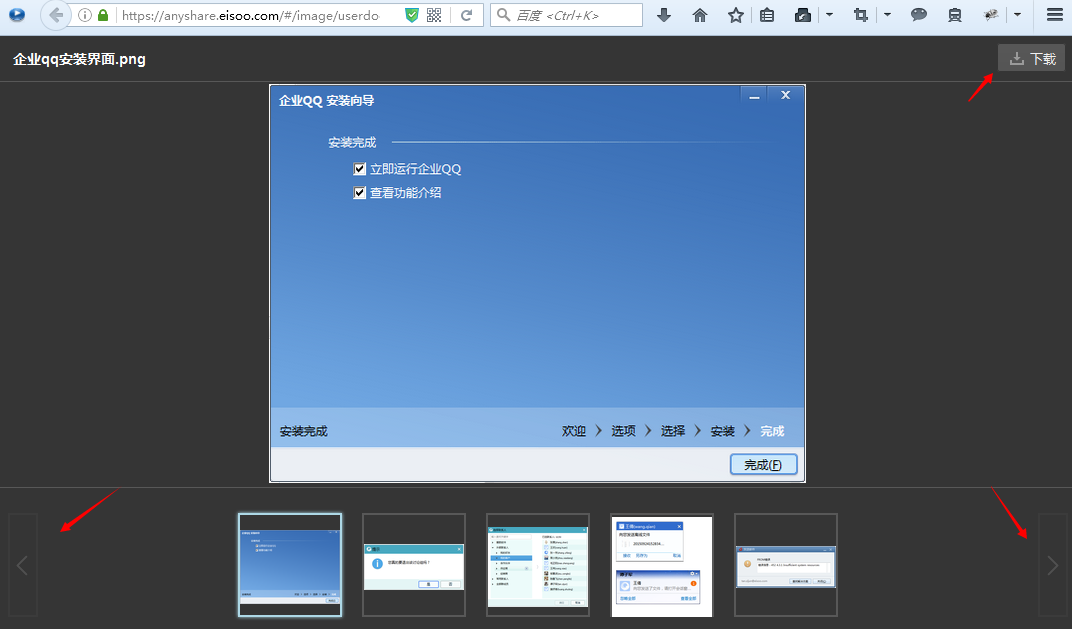 https://anyshare.eisoo.com/#/image/userdo
百度 <Ctrl+K>
企业qq安装界面.png
下载
企业QQ 安装向导
安装完成
立即运行企业QQ
查看功能介绍
安装完成
欢迎 > 选项 > 选择 > 安装 > 完成
完成(F)